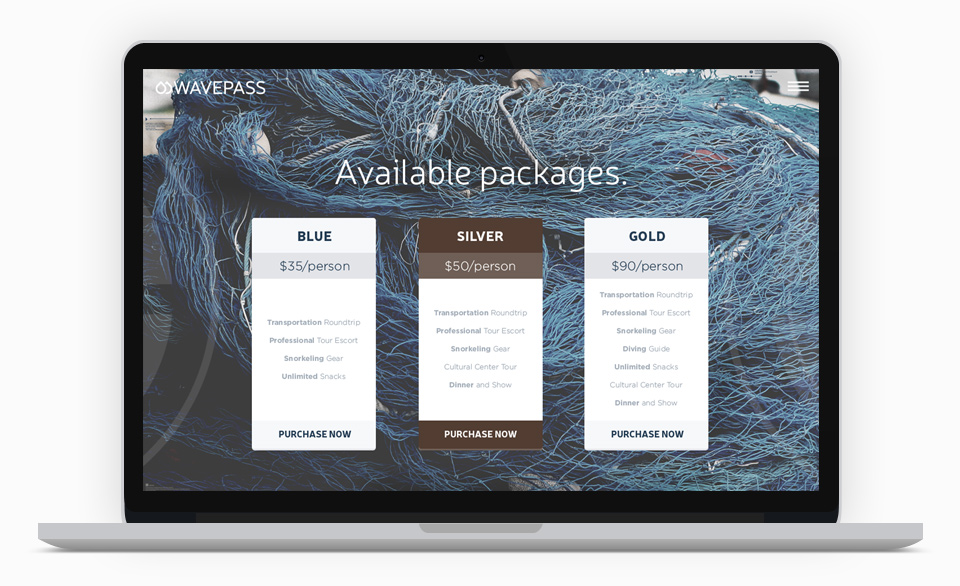 WAVEPASS
Available packages.
BLUE
$35/person
Transportation Roundtrip
Professional Tour Escort
Snorkeling Gear
Unlimited Snacks
PURCHASE NOW
SILVER
$50/person
Transportation Roundtrip
Professional Tour Escort
Snorkeling Gear
Cultural Center Tour
Dinner and Show
PURCHASE NOW
GOLD
$90/person
Transportation Roundtrip
Professional Tour Escort
Snorkeling Gear
Diving Guide
Unlimited Snacks
Cultural Center Tour
Dinner and Show
PURCHASE NOW